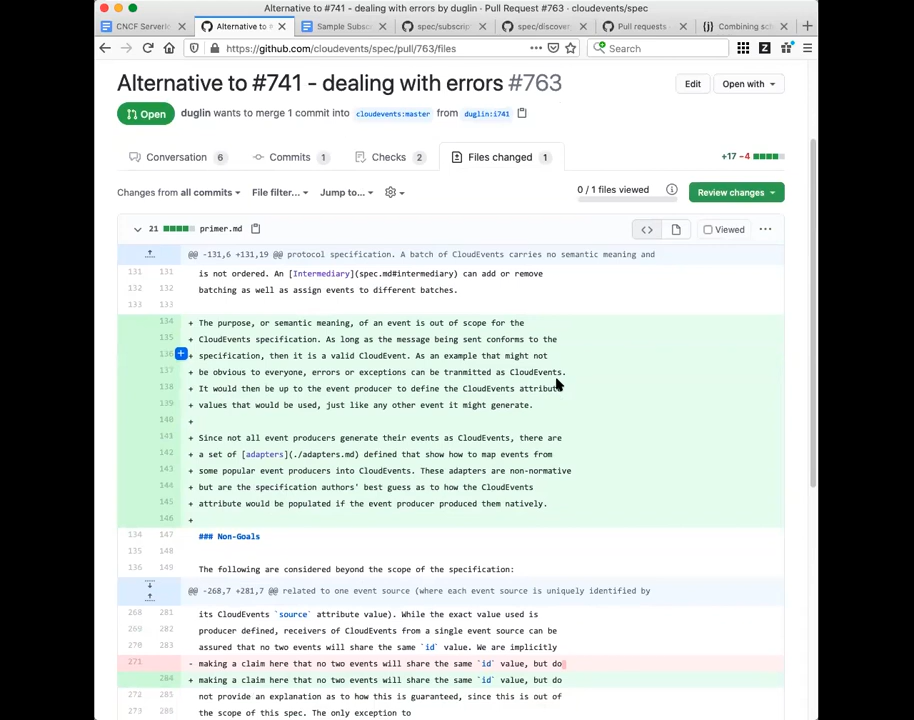 Alternative to #741 - dealing with errors by duglin · Pull Request #763 · cloudevents/spec
CNCF Serverle
Alternative to #
Sample Subsc
spec/subscrip
spec/discover
Pull requests ·
Combining sch
https://github.com/cloudevents/spec/pull/763/files
Search
Alternative to #741 - dealing with errors #763
Edit
Open with
Open
duglin wants to merge 1 commit into cloudevents:master from duglin:i741
Conversation 6
Commits 1
Checks 2
Files changed 1
+17 −4
Changes from all commits
File filter...
Jump to...
0 / 1 files viewed
Review changes
21 primer.md
Viewed
@@ -131,6 +131,19 @@ protocol specification. A batch of CloudEvents carries no semantic meaning and
131 131 is not ordered. An [Intermediary](spec.md#intermediary) can add or remove
132 132 batching as well as assign events to different batches.
133 133
134 + The purpose, or semantic meaning, of an event is out of scope for the
135 + CloudEvents specification. As long as the message being sent conforms to the
136 + specification, then it is a valid CloudEvent. As an example that might not
137 + be obvious to everyone, errors or exceptions can be tranmitted as CloudEvents.
138 + It would then be up to the event producer to define the CloudEvents attribute
139 + values that would be used, just like any other event it might generate.
140 +
141 + Since not all event producers generate their events as CloudEvents, there are
142 + a set of [adapters](./adapters.md) defined that show how to map events from
143 + some popular event producers into CloudEvents. These adapters are non-normative
144 + but are the specification authors' best guess as to how the CloudEvents
145 + attribute would be populated if the event producer produced them natively.
146 +
134 147 ### Non-Goals
135 148
136 149 The following are considered beyond the scope of the specification:
@@ -268,7 +281,7 @@ related to one event source (where each event source is uniquely identified by
268 281 its CloudEvents `source` attribute value). While the exact value used is
269 282 producer defined, receivers of CloudEvents from a single event source can be
270 283 assured that no two events will share the same `id` value. We are implicitly
271 - making a claim here that no two events will share the same `id` value, but do
284 + making a claim here that no two events will share the same `id` value, but do
272 285 not provide an explanation as to how this is guaranteed, since this is out of
273 286 the scope of this spec. The only exception to